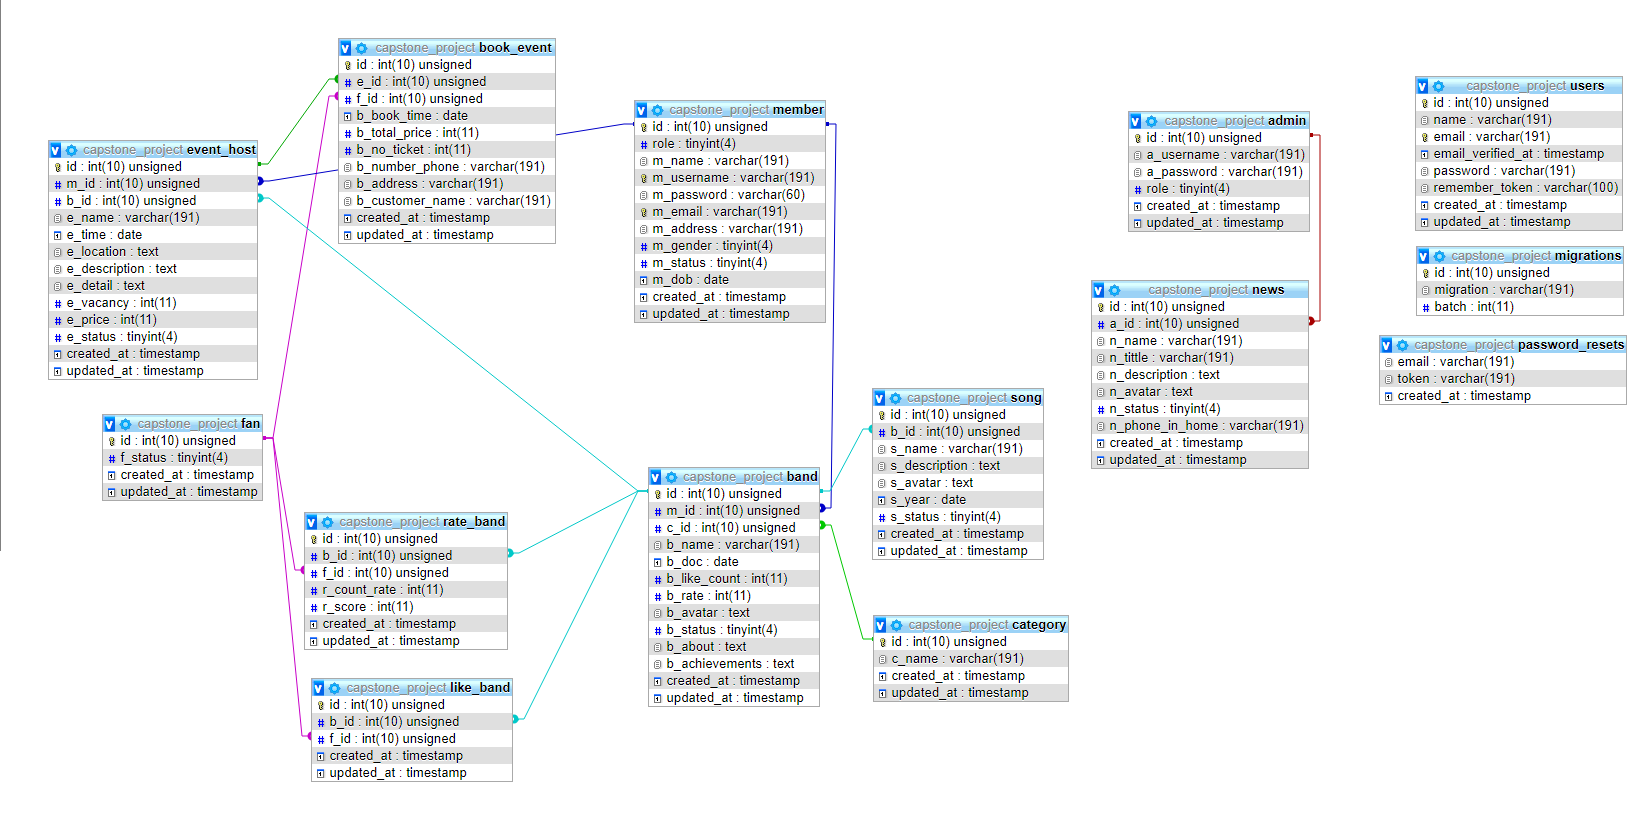 capstone_project book_event
id : int(10) unsigned
e_id : int(10) unsigned
f_id : int(10) unsigned
b_book_time : date
b_total_price : int(11)
b_no_ticket : int(11)
b_number_phone : varchar(191)
b_address : varchar(191)
b_customer_name : varchar(191)
created_at : timestamp
updated_at : timestamp
capstone_project event_host
id : int(10) unsigned
m_id : int(10) unsigned
b_id : int(10) unsigned
e_name : varchar(191)
e_time : date
e_location : text
e_description : text
e_detail : text
e_vacancy : int(11)
e_price : int(11)
e_status : tinyint(4)
created_at : timestamp
updated_at : timestamp
capstone_project member
id : int(10) unsigned
role : tinyint(4)
m_name : varchar(191)
m_username : varchar(191)
m_password : varchar(60)
m_email : varchar(191)
m_address : varchar(191)
m_gender : tinyint(4)
m_status : tinyint(4)
m_dob : date
created_at : timestamp
updated_at : timestamp
capstone_project admin
id : int(10) unsigned
a_username : varchar(191)
a_password : varchar(191)
role : tinyint(4)
created_at : timestamp
updated_at : timestamp
capstone_project users
id : int(10) unsigned
name : varchar(191)
email : varchar(191)
email_verified_at : timestamp
password : varchar(191)
remember_token : varchar(100)
created_at : timestamp
updated_at : timestamp
capstone_project migrations
id : int(10) unsigned
migration : varchar(191)
batch : int(11)
capstone_project news
id : int(10) unsigned
a_id : int(10) unsigned
n_name : varchar(191)
n_tittle : varchar(191)
n_description : text
n_avatar : text
n_status : tinyint(4)
n_phone_in_home : varchar(191)
created_at : timestamp
updated_at : timestamp
capstone_project password_resets
email : varchar(191)
token : varchar(191)
created_at : timestamp
capstone_project fan
id : int(10) unsigned
f_status : tinyint(4)
created_at : timestamp
updated_at : timestamp
capstone_project song
id : int(10) unsigned
b_id : int(10) unsigned
s_name : varchar(191)
s_description : text
s_avatar : text
s_year : date
s_status : tinyint(4)
created_at : timestamp
updated_at : timestamp
capstone_project band
id : int(10) unsigned
m_id : int(10) unsigned
c_id : int(10) unsigned
b_name : varchar(191)
b_doc : date
b_like_count : int(11)
b_rate : int(11)
b_avatar : text
b_status : tinyint(4)
b_about : text
b_achievements : text
created_at : timestamp
updated_at : timestamp
capstone_project rate_band
id : int(10) unsigned
b_id : int(10) unsigned
f_id : int(10) unsigned
r_count_rate : int(11)
r_score : int(11)
created_at : timestamp
updated_at : timestamp
capstone_project category
id : int(10) unsigned
c_name : varchar(191)
created_at : timestamp
updated_at : timestamp
capstone_project like_band
id : int(10) unsigned
b_id : int(10) unsigned
f_id : int(10) unsigned
created_at : timestamp
updated_at : timestamp